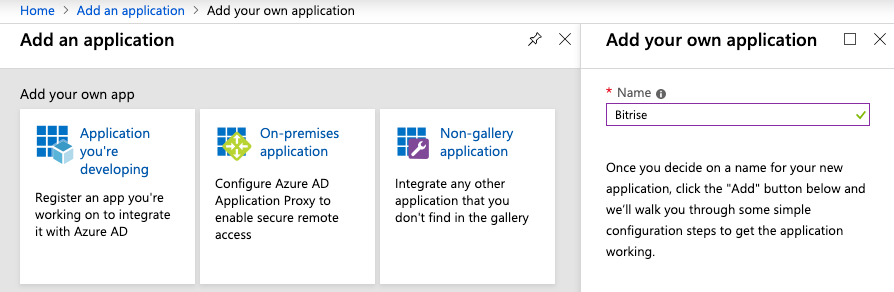 Home > Add an application > Add your own application
Add an application
Add your own app
Application
you're
developing
Register an app you're
working on to integrate
it with Azure AD
On-premises
application
Configure Azure AD
Application Proxy to
enable secure remote
access
Non-gallery
application
Integrate any other
application that you
don't find in the gallery
Add your own application
* Name
Bitrise
Once you decide on a name for your new
application, click the "Add" button below and
we'll walk you through some simple
configuration steps to get the application
working.